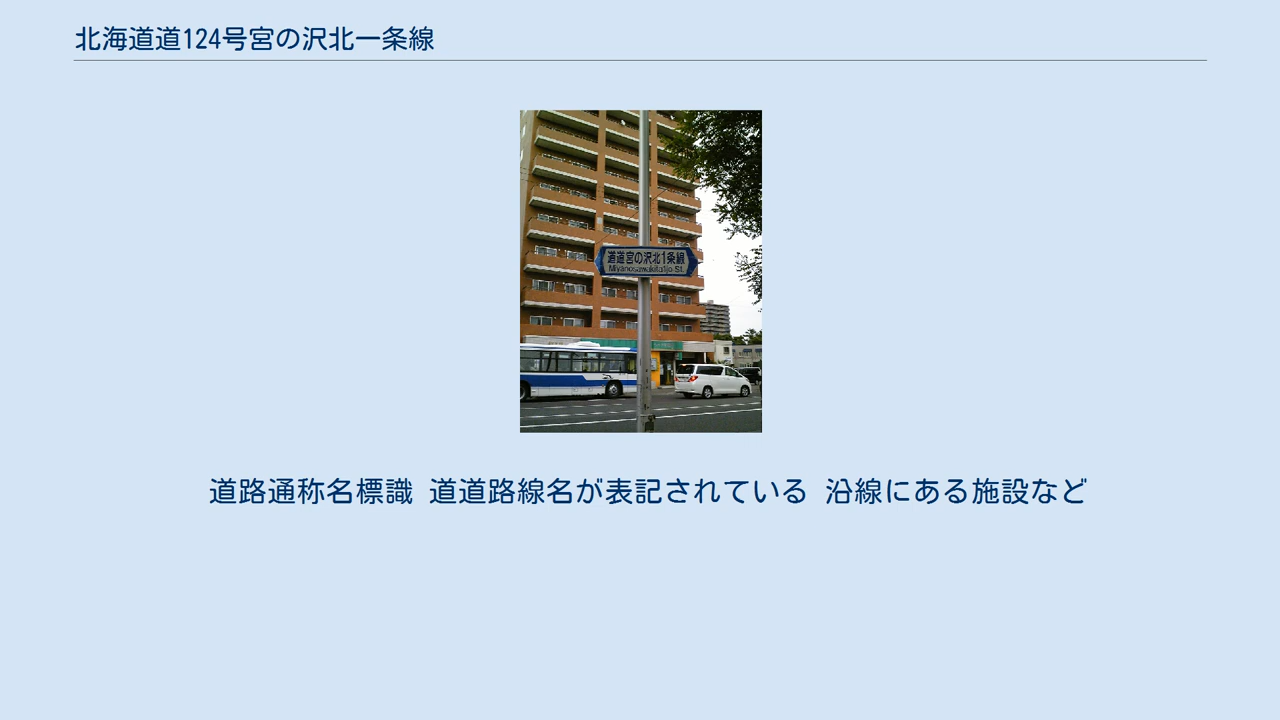 北海道道124号宮の沢北一条線
道道宮の沢北1条線
Miyanosawakita1jo St.
道路通称名標識 道道路線名が表記されている 沿線にある施設など